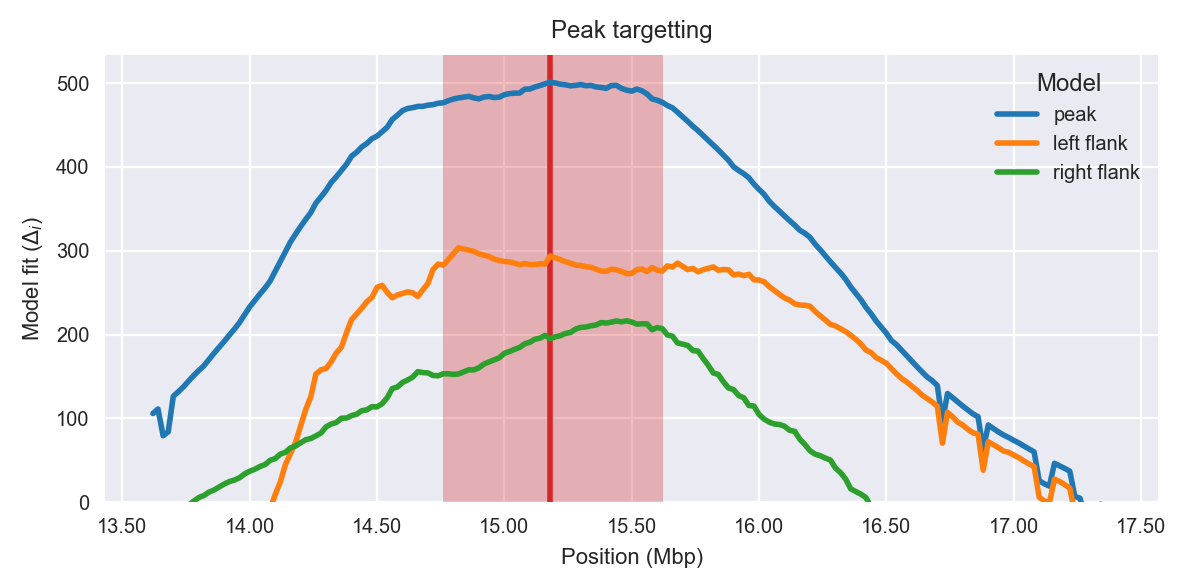 Peak targetting
Model
peak
left flank
right flank
500
400
300
200
100
0
Model fit (Δi)
13.50 14.00 14.50 15.00 15.50 16.00 16.50 17.00 17.50
Position (Mbp)